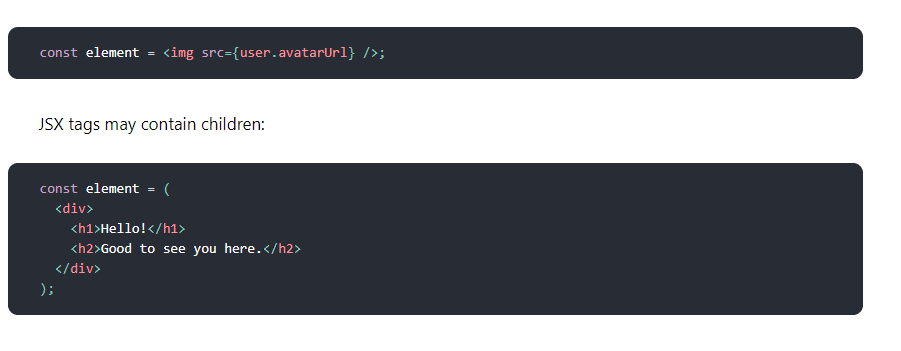 const element = <img src={user.avatarUrl} />;
JSX tags may contain children:
const element = (
  <div>
    <h1>Hello!</h1>
    <h2>Good to see you here.</h2>
  </div>
);